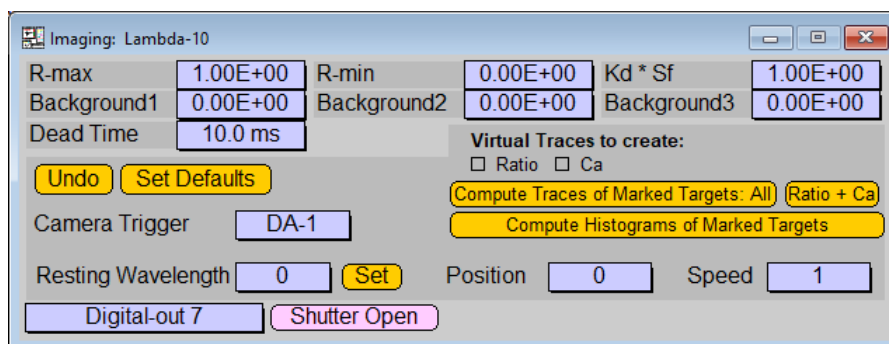 Imaging: Lambda-10
R-max 1.00E+00 R-min 0.00E+00 Kd * Sf 1.00E+00
Background1 0.00E+00 Background2 0.00E+00 Background3 0.00E+00
Dead Time 10.0 ms
Virtual Traces to create:
Ratio Ca
Undo Set Defaults
Compute Traces of Marked Targets: All Ratio + Ca
Camera Trigger DA-1
Compute Histograms of Marked Targets
Resting Wavelength 0 Set Position 0 Speed 1
Digital-out 7 Shutter Open